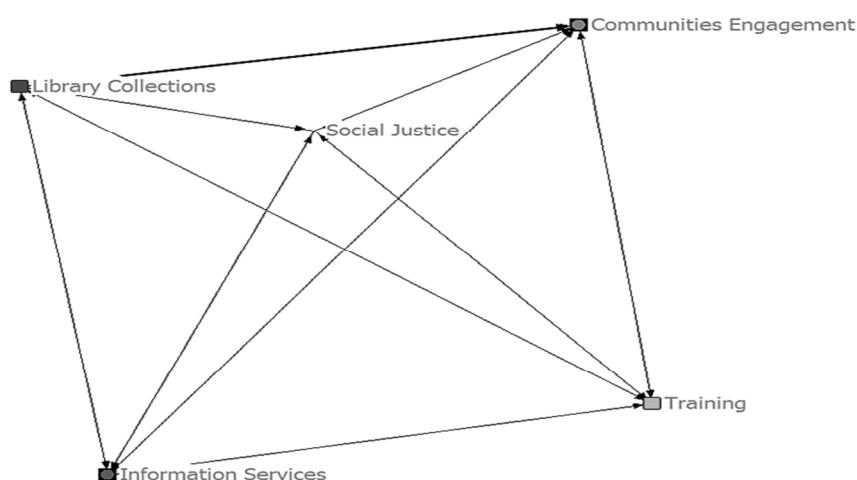 Communities Engagement
Library Collections
Social Justice
Training
Information Services